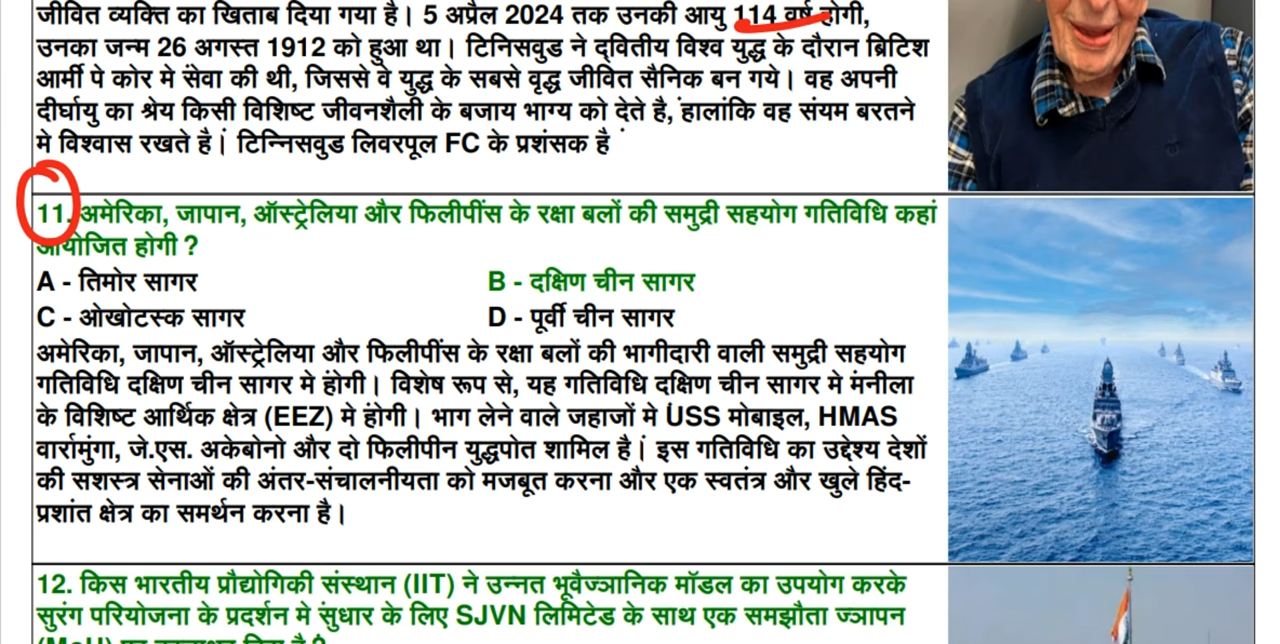 जीवित व्यक्ति का खिताब दिया गया है। 5 अप्रैल 2024 तक उनकी आयु 114 वर्ष होगी,
उनका जन्म 26 अगस्त 1912 को हुआ था। टिनिसवुड ने द्वितीय विश्व युद्ध के दौरान ब्रिटिश
आर्मी पे कोर मे सेवा की थी, जिससे वे युद्ध के सबसे वृद्ध जीवित सैनिक बन गये। वह अपनी
दीर्घायु का श्रेय किसी विशिष्ट जीवनशैली के बजाय भाग्य को देते है, हालांकि वह संयम बरतने
मे विश्वास रखते है। टिन्निसवुड लिवरपूल FC के प्रशंसक है
11. अमेरिका, जापान, ऑस्ट्रेलिया और फिलीपींस के रक्षा बलों की समुद्री सहयोग गतिविधि कहां
आयोजित होगी ?
A - तिमोर सागर
B - दक्षिण चीन सागर
C - ओखोटस्क सागर
D - पूर्वी चीन सागर
अमेरिका, जापान, ऑस्ट्रेलिया और फिलीपींस के रक्षा बलों की भागीदारी वाली समुद्री सहयोग
गतिविधि दक्षिण चीन सागर मे होगी। विशेष रूप से, यह गतिविधि दक्षिण चीन सागर मे मनीला
के विशिष्ट आर्थिक क्षेत्र (EEZ) मे होगी। भाग लेने वाले जहाजों मे USS मोबाइल, HMAS
वार्रामुंगा, जे.एस. अकेबोनो और दो फिलीपीन युद्धपोत शामिल है। इस गतिविधि का उद्देश्य देशों
की सशस्त्र सेनाओं की अंतर-संचालनीयता को मजबूत करना और एक स्वतंत्र और खुले हिंद-
प्रशांत क्षेत्र का समर्थन करना है।
12. किस भारतीय प्रौद्योगिकी संस्थान (IIT) ने उन्नत भूवैज्ञानिक मॉडल का उपयोग करके
सुरंग परियोजना के प्रदर्शन मे सुधार के लिए SJVN लिमिटेड के साथ एक समझौता ज्ञापन